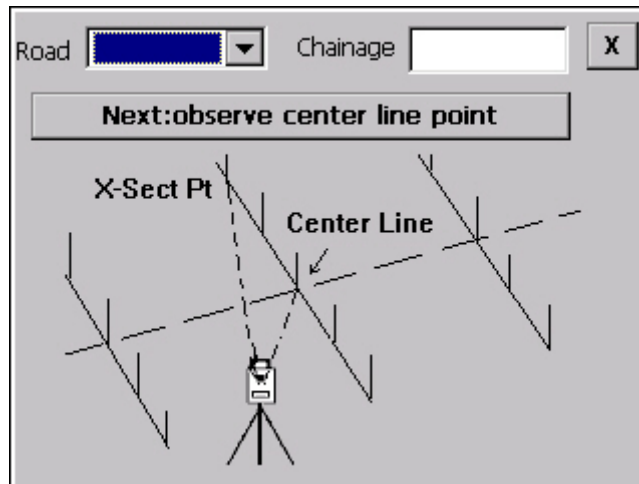 Road Chainage X
Next:observe center line point
X-Sect Pt
Center Line